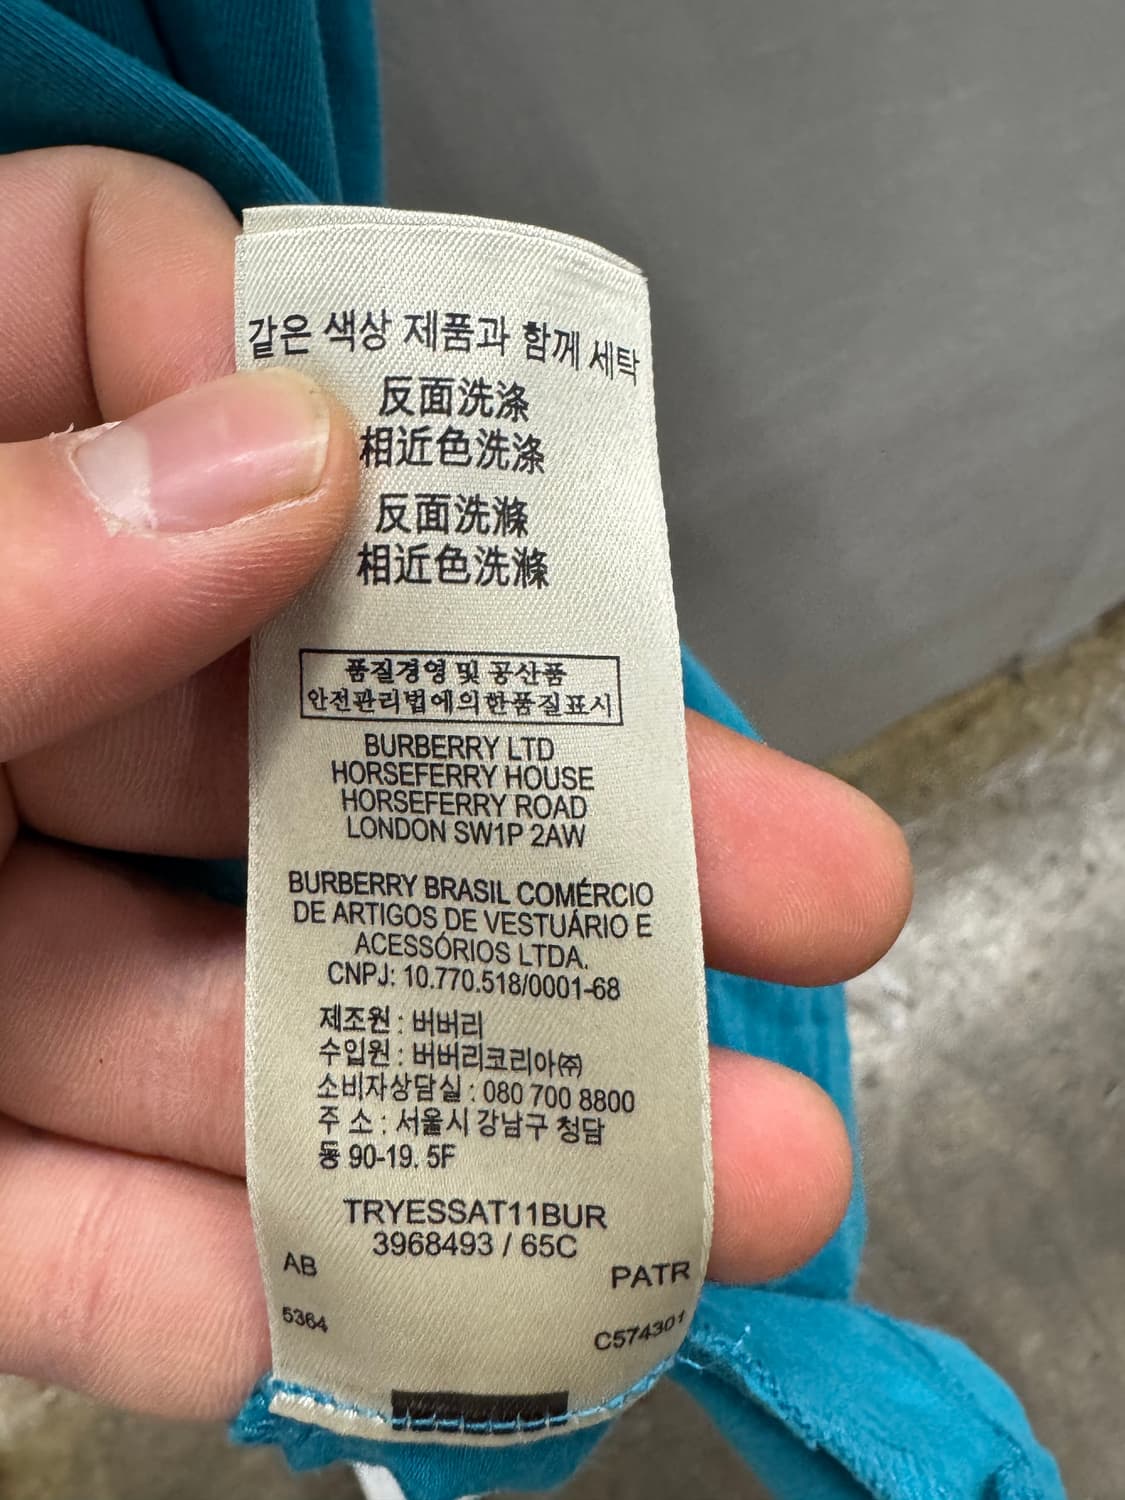 같은 색상 제품과 함께 세탁
反面洗涤
相近色洗涤
反面洗滌
相近色洗滌
품질경영 및 공산품
안전관리법에의한품질표시
BURBERRY LTD
HORSEFERRY HOUSE
HORSEFERRY ROAD
LONDON SW1P 2AW
BURBERRY BRASIL COMÉRCIO
DE ARTIGOS DE VESTUÁRIO E
ACESSÓRIOS LTDA.
CNPJ: 10.770.518/0001-68
제조원 : 버버리
수입원 : 버버리코리아㈜
소비자상담실 : 080 700 8800
주 소 : 서울시 강남구 청담
동 90-19. 5F
TRYESSAT11BUR
3968493 / 65C
AB PATR
5364 C574301